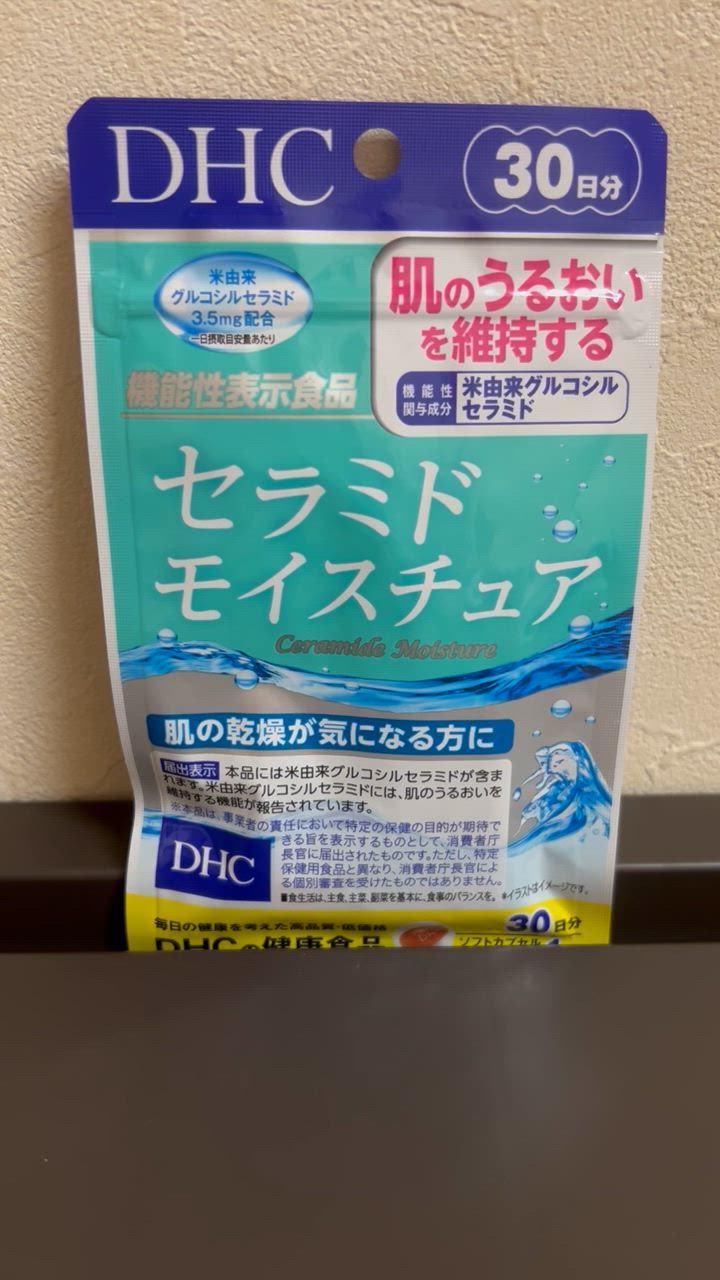 DHC
30日分
米由来
グルコシルセラミド
3.5mg配合
一日摂取目安量あたり
肌のうるおい
を維持する
機能性
関与成分
米由来グルコシル
セラミド
機能性表示食品
セラミド
モイスチュア
Ceramide Moisture
肌の乾燥が気になる方に
届出表示 本品には米由来グルコシルセラミドが含ま
れます。米由来グルコシルセラミドには、肌のうるおいを
維持する機能が報告されています。
※本品は、事業者の責任において特定の保健の目的が期待で
きる旨を表示するものとして、消費者庁
長官に届出されたものです。ただし、特定
保健用食品と異なり、消費者庁長官によ
る個別審査を受けたものではありません。
DHC
■食生活は、主食、主菜、副菜を基本に、食事のバランスを。
※イラストはイメージです。
毎日の健康を考えた高品質・低価格
DHCの健康食品
30日分
ソフトカプセル